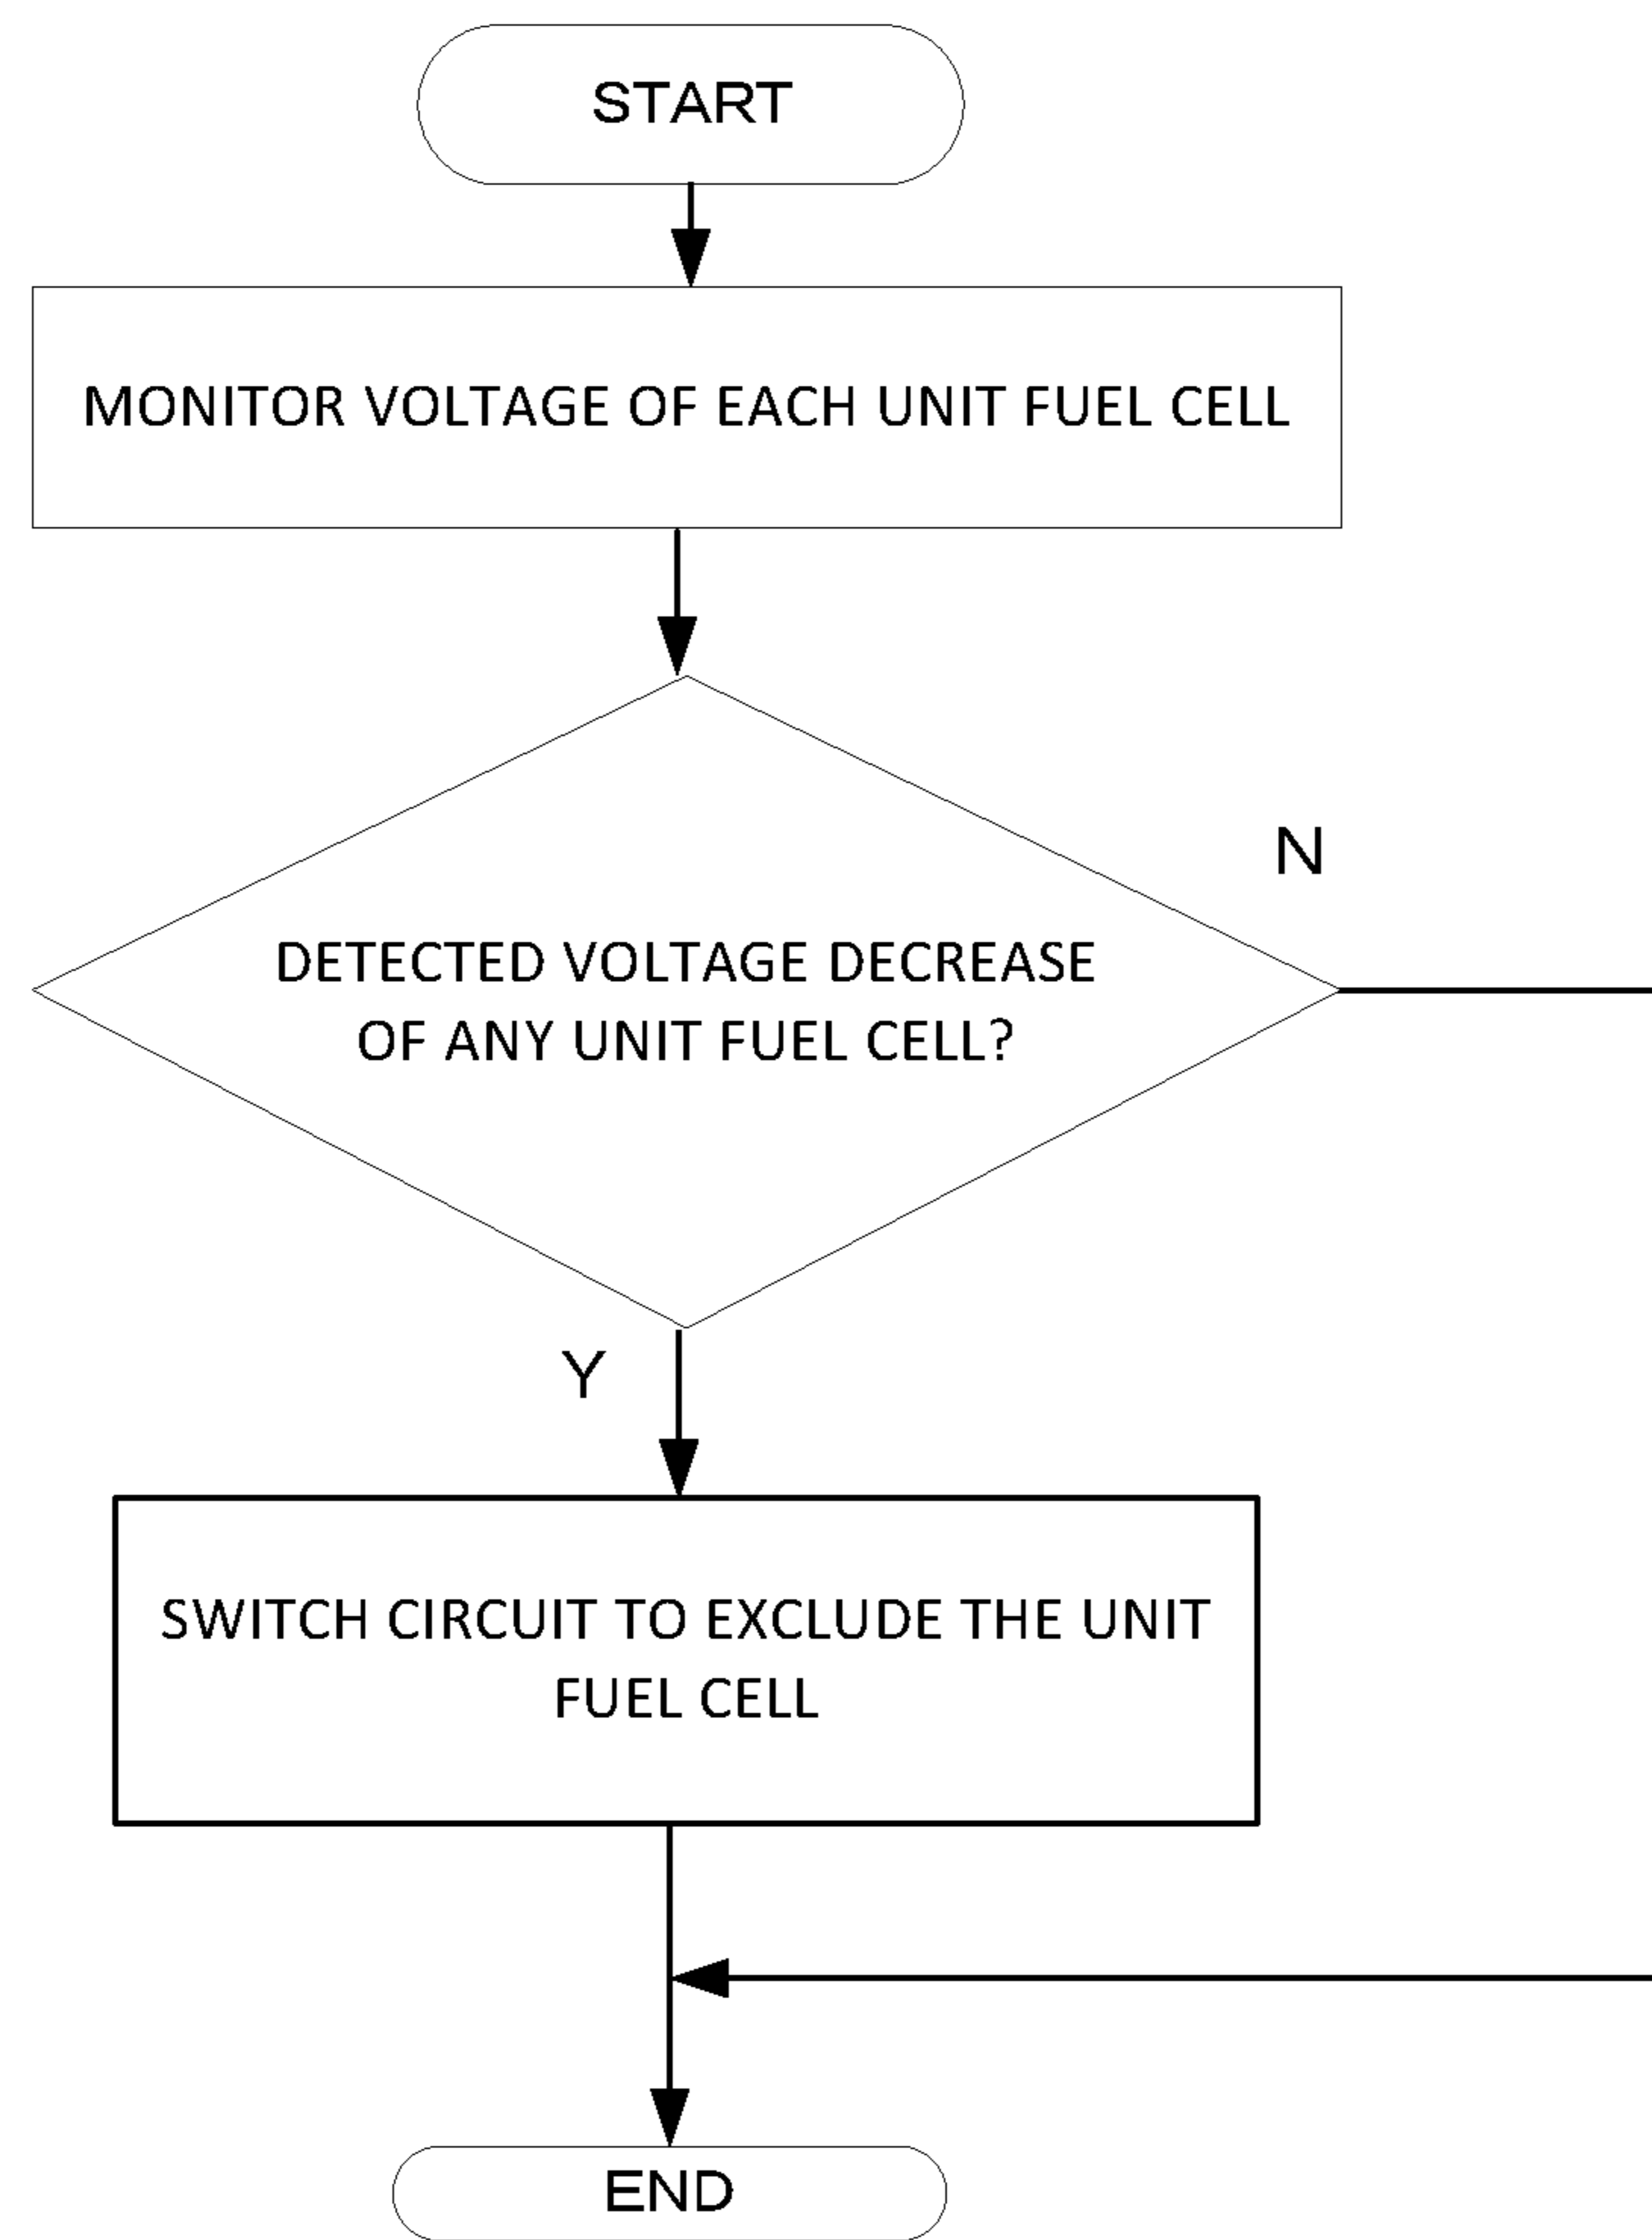 START
MONITOR VOLTAGE OF EACH UNIT FUEL CELL
N
DETECTED VOLTAGE DECREASE
OF ANY UNIT FUEL CELL?
Y
SWITCH CIRCUIT TO EXCLUDE THE UNIT
FUEL CELL
END